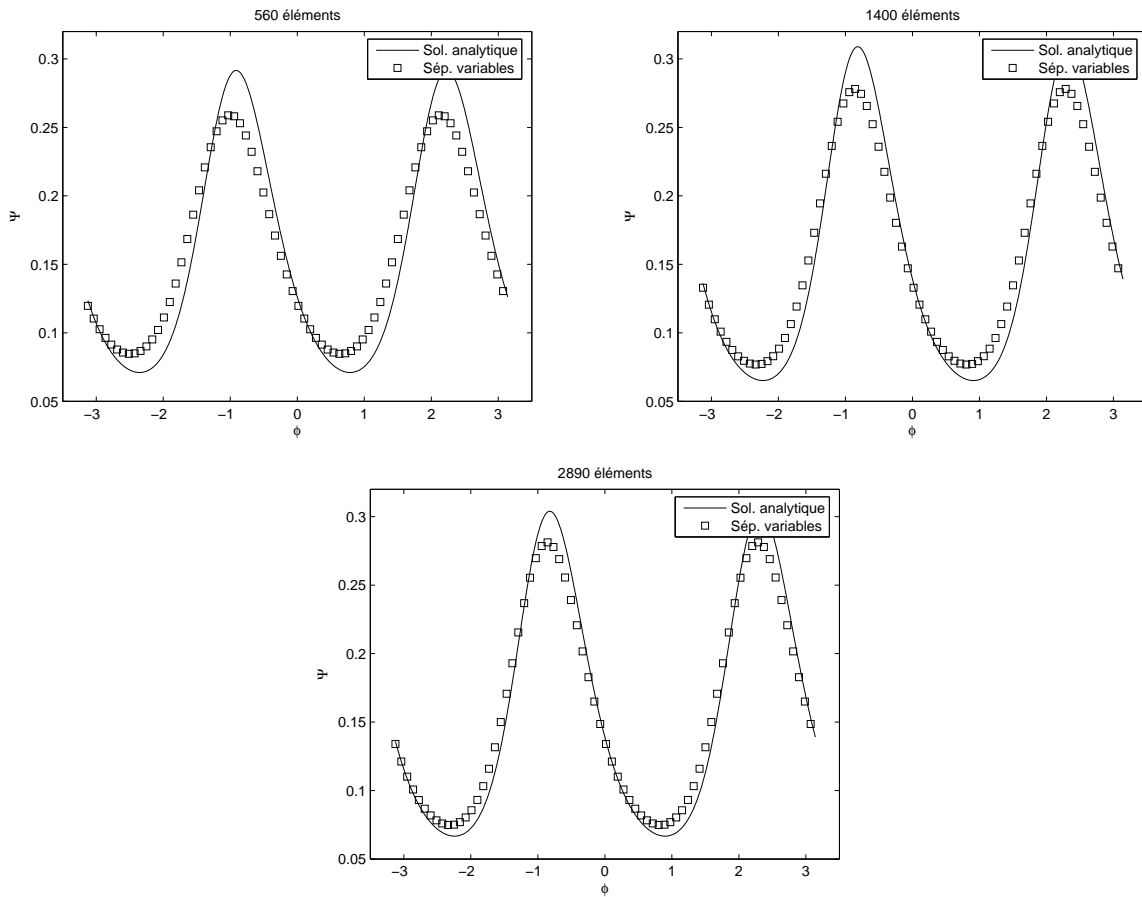 560 éléments
Sol. analytique
Sép. variables
0.3
0.25
0.2
0.15
0.1
0.05
Ψ
−3 −2 −1 0 1 2 3
ϕ
1400 éléments
Sol. analytique
Sép. variables
0.3
0.25
0.2
0.15
0.1
0.05
Ψ
−3 −2 −1 0 1 2 3
ϕ
2890 éléments
Sol. analytique
Sép. variables
0.3
0.25
0.2
0.15
0.1
0.05
Ψ
−3 −2 −1 0 1 2 3
ϕ